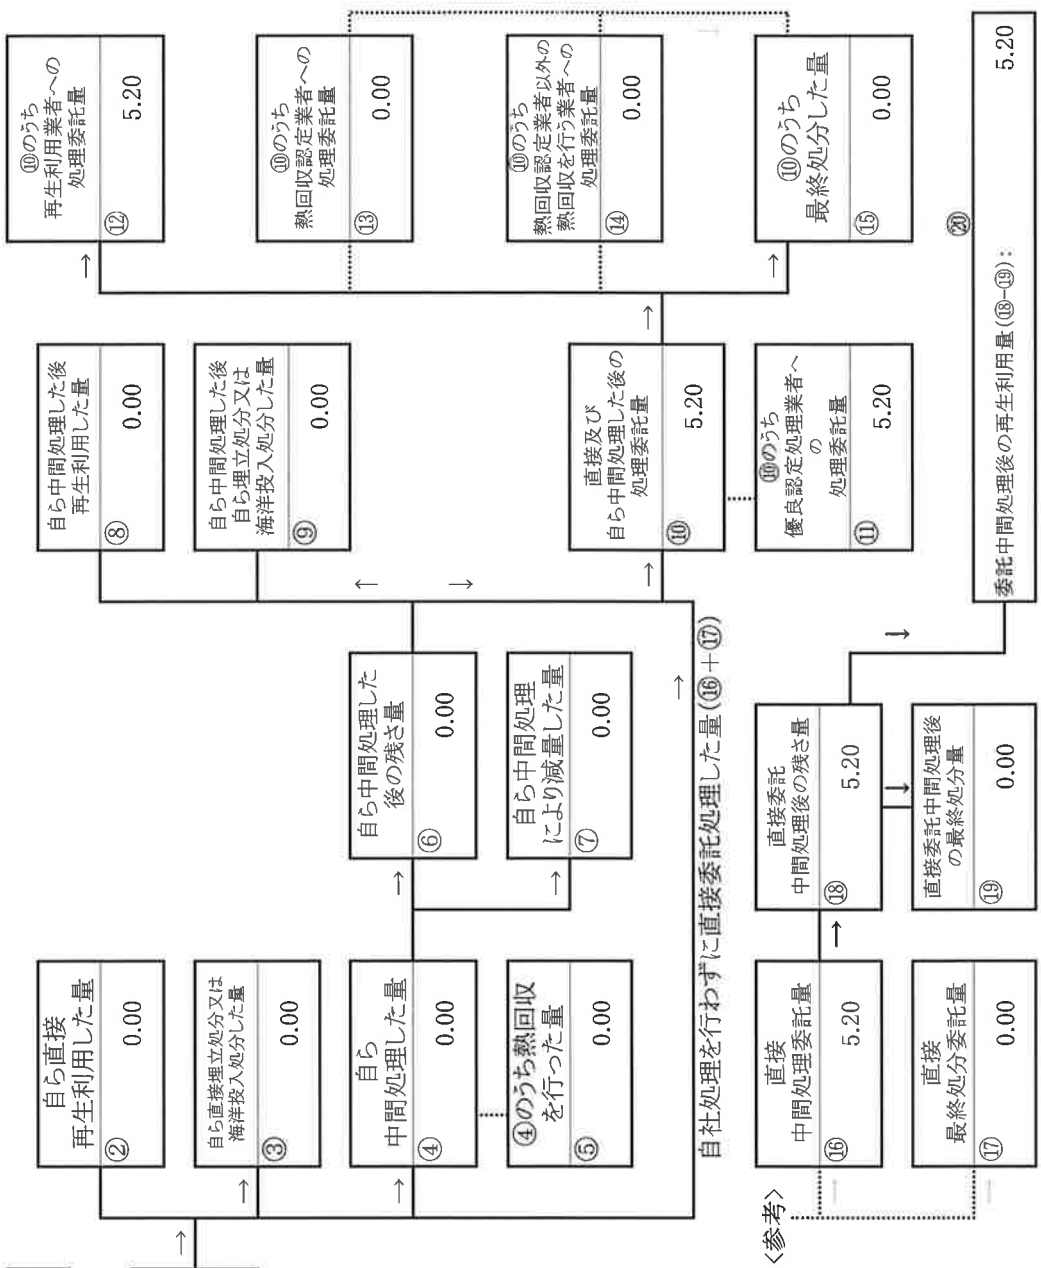 自ら直接
再生利用した量
② 0.00
自ら直接埋立処分又は
海洋投入処分した量
③ 0.00
自ら
中間処理した量
④ 0.00
④のうち熱回収
を行った量
⑤ 0.00
自ら中間処理した
後の残さ量
⑥ 0.00
自ら中間処理
により減量した量
⑦ 0.00
自ら中間処理した後
再生利用した量
⑧ 0.00
自ら中間処理した後
自ら埋立処分又は
海洋投入処分した量
⑨ 0.00
直接及び
自ら中間処理した後の
処理委託量
⑩ 5.20
⑩のうち
優良認定処理業者へ
の
処理委託量
⑪ 5.20
⑩のうち
再生利用業者への
処理委託量
⑫ 5.20
⑩のうち
熱回収認定業者への
処理委託量
⑬ 0.00
⑩のうち
熱回収認定業者以外の
熱回収を行う業者への
処理委託量
⑭ 0.00
⑩のうち
最終処分した量
⑮ 0.00
自社処理を行わずに直接委託処理した量(⑯+⑰)
<参考>
直接
中間処理委託量
⑯ 5.20
直接
最終処分委託量
⑰ 0.00
直接委託
中間処理後の残さ量
⑱ 5.20
直接委託中間処理後
の最終処分量
⑲ 0.00
⑳
委託中間処理後の再生利用量(⑱-⑲): 5.20